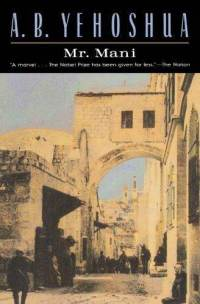 A. B. YEHOSHUA
Mr. Mani
"A marvel . . . The Nobel Prize has been given for less."—The Nation